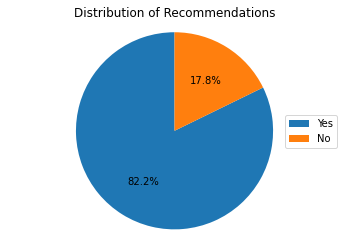 Distribution of Recommendations
17.8%
Yes
No
82.2%